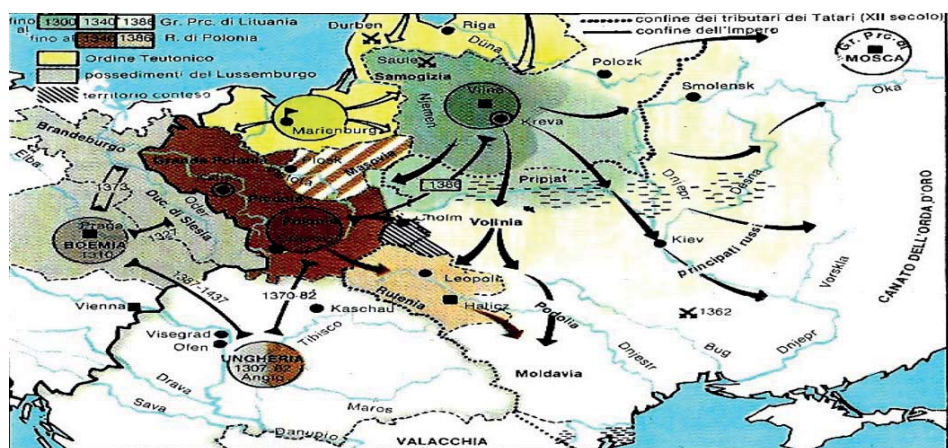 fino al 1300 1340 1386 Gr. Prc. di Lituania
fino al 1340 1386 R. di Polonia
Ordine Teutonico
possedimenti del Lussemburgo
territorio conteso
confine dei tributari dei Tatari (XII secolo)
confine dell'Impero
Gr. Prc. di
MOSCA
Durben
Riga
Düna
Saule
Samogizia
Polozk
Smolensk
Oka
Njemen
Vilna
Kreva
Marienburg
Brandeburgo
Elba
Grande Polonia
Plosk
Masovia
1386
Pripjat
Dnjepr
Desna
1373
Duc. di Slesia
Oder
1327
Cholm
Volinia
Praga
BOEMIA
1310
Kiev
Principati russi
Vorskla
CANATO DELL'ORDA D'ORO
1387-1437
1370-82
Leopoli
Rutenia
Halicz
Podolia
Vienna
Kaschau
1362
Visegrad
Ofen
Tibisco
UNGHERIA
1307-82
Angiò
Moldavia
Dnjestr
Bug
Dnjepr
Drava
Sava
Maros
Danubio
VALACCHIA